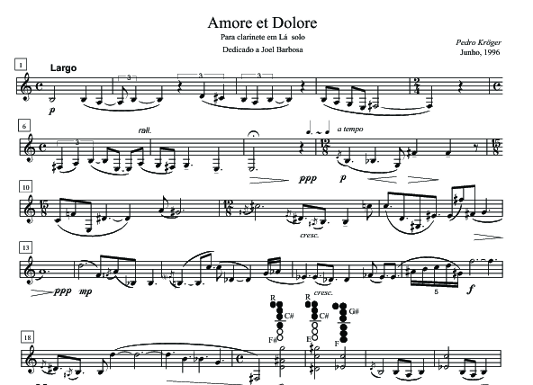 Amore et Dolore
Para clarinete em Lá solo
Dedicado a Joel Barbosa
Pedro Kröger
Junho, 1996
1
Largo
3
3
3
p
6
rall.
a tempo
ppp
p
10
cresc.
13
ppp
mp
cresc.
5
f
R
C#
F#
R
C#
E
G#
F
18